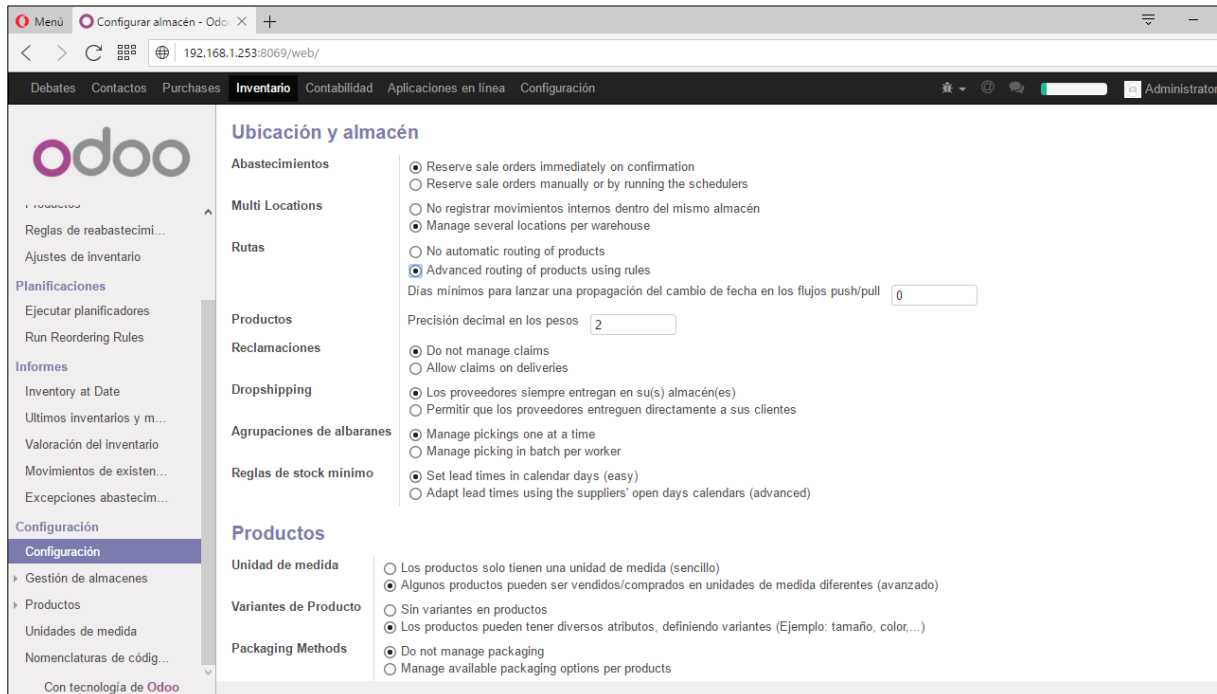 Menú
Configurar almacén - Odo
192.168.1.253:8069/web/
Debates Contactos Purchases Inventario Contabilidad Aplicaciones en línea Configuración @ Administrator
odoo
Productos
Reglas de reabastecimi...
Ajustes de inventario
Planificaciones
Ejecutar planificadores
Run Reordering Rules
Informes
Inventory at Date
Ultimos inventarios y m...
Valoración del inventario
Movimientos de existen...
Excepciones abastecim...
Configuración
Configuración
Gestión de almacenes
Productos
Unidades de medida
Nomenclaturas de códig...
Con tecnología de Odoo
Ubicación y almacén
Abastecimientos
Reserve sale orders immediately on confirmation
Reserve sale orders manually or by running the schedulers
Multi Locations
No registrar movimientos internos dentro del mismo almacén
Manage several locations per warehouse
Rutas
No automatic routing of products
Advanced routing of products using rules
Días mínimos para lanzar una propagación del cambio de fecha en los flujos push/pull 0
Productos
Precisión decimal en los pesos 2
Reclamaciones
Do not manage claims
Allow claims on deliveries
Dropshipping
Los proveedores siempre entregan en su(s) almacén(es)
Permitir que los proveedores entreguen directamente a sus clientes
Agrupaciones de albaranes
Manage pickings one at a time
Manage picking in batch per worker
Reglas de stock mínimo
Set lead times in calendar days (easy)
Adapt lead times using the suppliers' open days calendars (advanced)
Productos
Unidad de medida
Los productos solo tienen una unidad de medida (sencillo)
Algunos productos pueden ser vendidos/comprados en unidades de medida diferentes (avanzado)
Variantes de Producto
Sin variantes en productos
Los productos pueden tener diversos atributos, definiendo variantes (Ejemplo: tamaño, color,...)
Packaging Methods
Do not manage packaging
Manage available packaging options per products